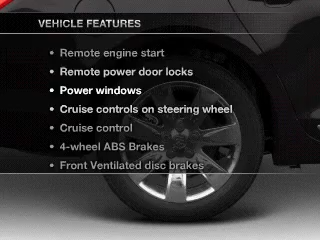 VEHICLE FEATURES
• Remote engine start
• Remote power door locks
• Power windows
• Cruise controls on steering wheel
• Cruise control
• 4-wheel ABS Brakes
• Front Ventilated disc brakes